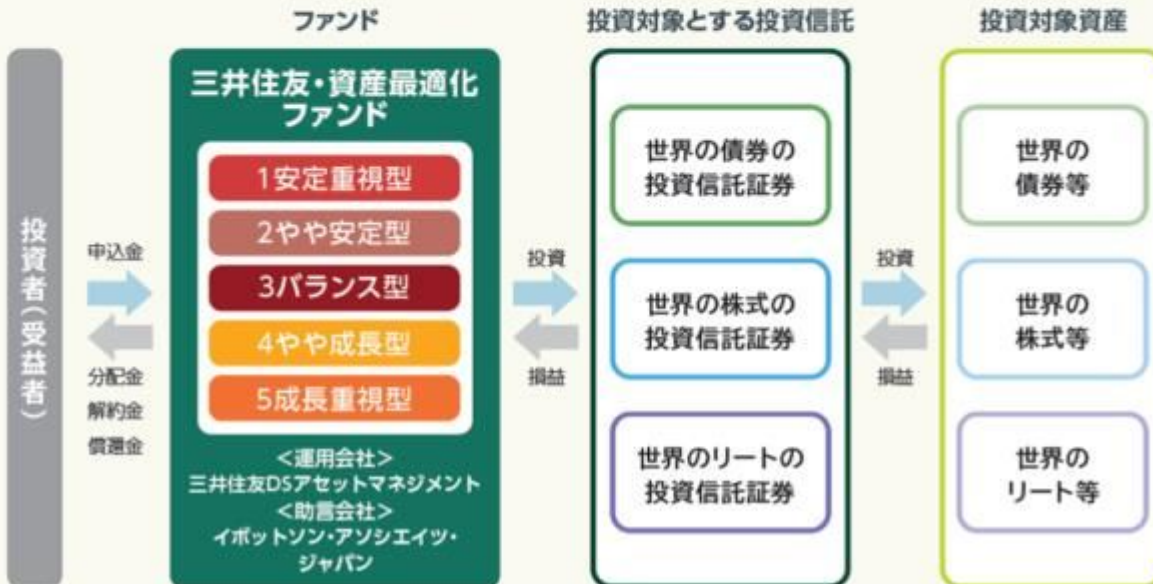 ファンド
投資対象とする投資信託
投資対象資産
投資者(受益者)
申込金
分配金
解約金
償還金
三井住友・資産最適化
ファンド
1安定重視型
2やや安定型
3バランス型
4やや成長型
5成長重視型
<運用会社>
三井住友DSアセットマネジメント
<助言会社>
イボットソン・アソシエイツ・
ジャパン
投資
損益
世界の債券の
投資信託証券
世界の株式の
投資信託証券
世界のリートの
投資信託証券
投資
損益
世界の
債券等
世界の
株式等
世界の
リート等